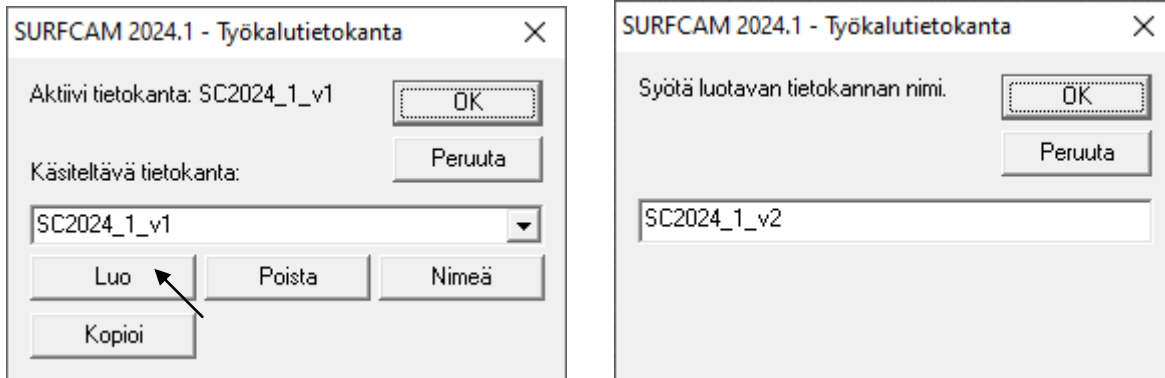 SURFCAM 2024.1 - Työkalutietokanta
Aktiivi tietokanta: SC2024_1_v1
OK
Peruuta
Käsiteltävä tietokanta:
SC2024_1_v1
Luo
Poista
Nimeä
Kopioi
SURFCAM 2024.1 - Työkalutietokanta
Syötä luotavan tietokannan nimi.
OK
Peruuta
SC2024_1_v2